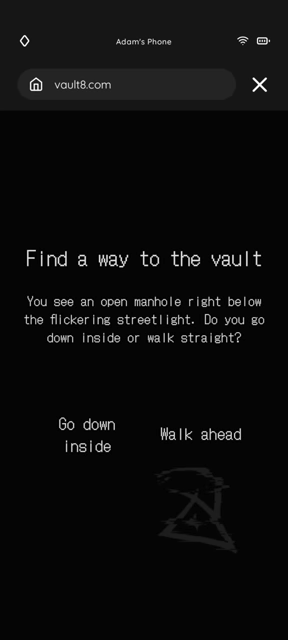 Adam's Phone
vault8.com
Find a way to the vault
You see an open manhole right below
the flickering streetlight. Do you go
down inside or walk straight?
Go down
inside
Walk ahead